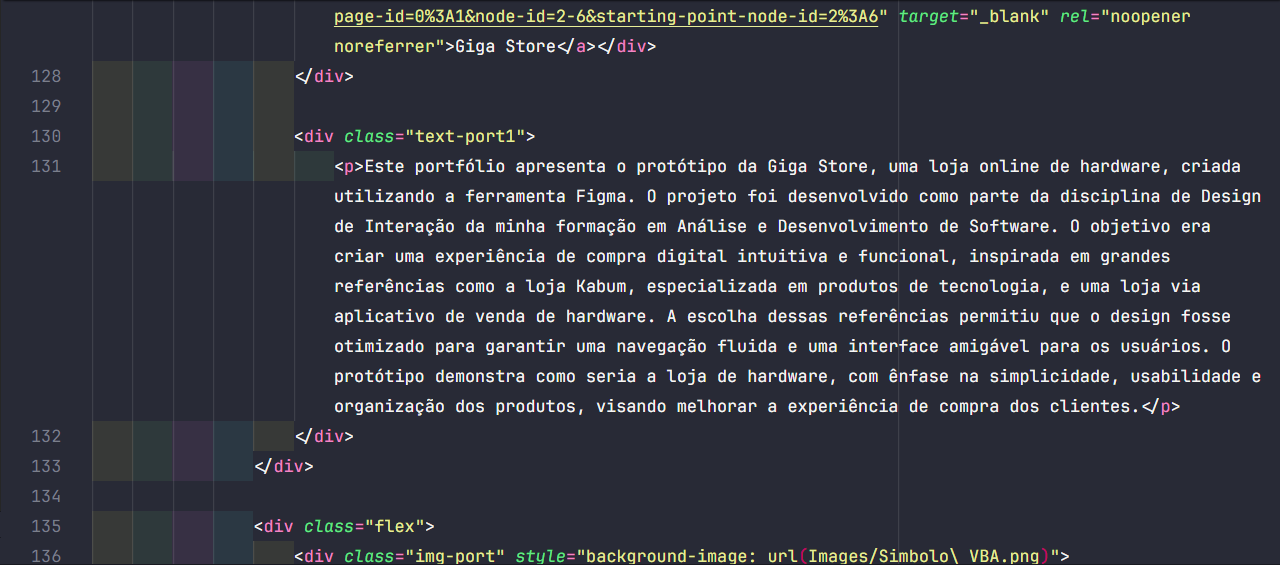 page-id=0%3A1&node-id=2-6&starting-point-node-id=2%3A6" target="_blank" rel="noopener
noreferrer">Giga Store</a></div>
128 </div>
129
130 <div class="text-port1">
131 <p>Este portfólio apresenta o protótipo da Giga Store, uma loja online de hardware, criada
utilizando a ferramenta Figma. O projeto foi desenvolvido como parte da disciplina de Design
de Interação da minha formação em Análise e Desenvolvimento de Software. O objetivo era
criar uma experiência de compra digital intuitiva e funcional, inspirada em grandes
referências como a loja Kabum, especializada em produtos de tecnologia, e uma loja via
aplicativo de venda de hardware. A escolha dessas referências permitiu que o design fosse
otimizado para garantir uma navegação fluida e uma interface amigável para os usuários. O
protótipo demonstra como seria a loja de hardware, com ênfase na simplicidade, usabilidade e
organização dos produtos, visando melhorar a experiência de compra dos clientes.</p>
132 </div>
133 </div>
134
135 <div class="flex">
136 <div class="img-port" style="background-image: url(Images/Simbolo\ VBA.png)">